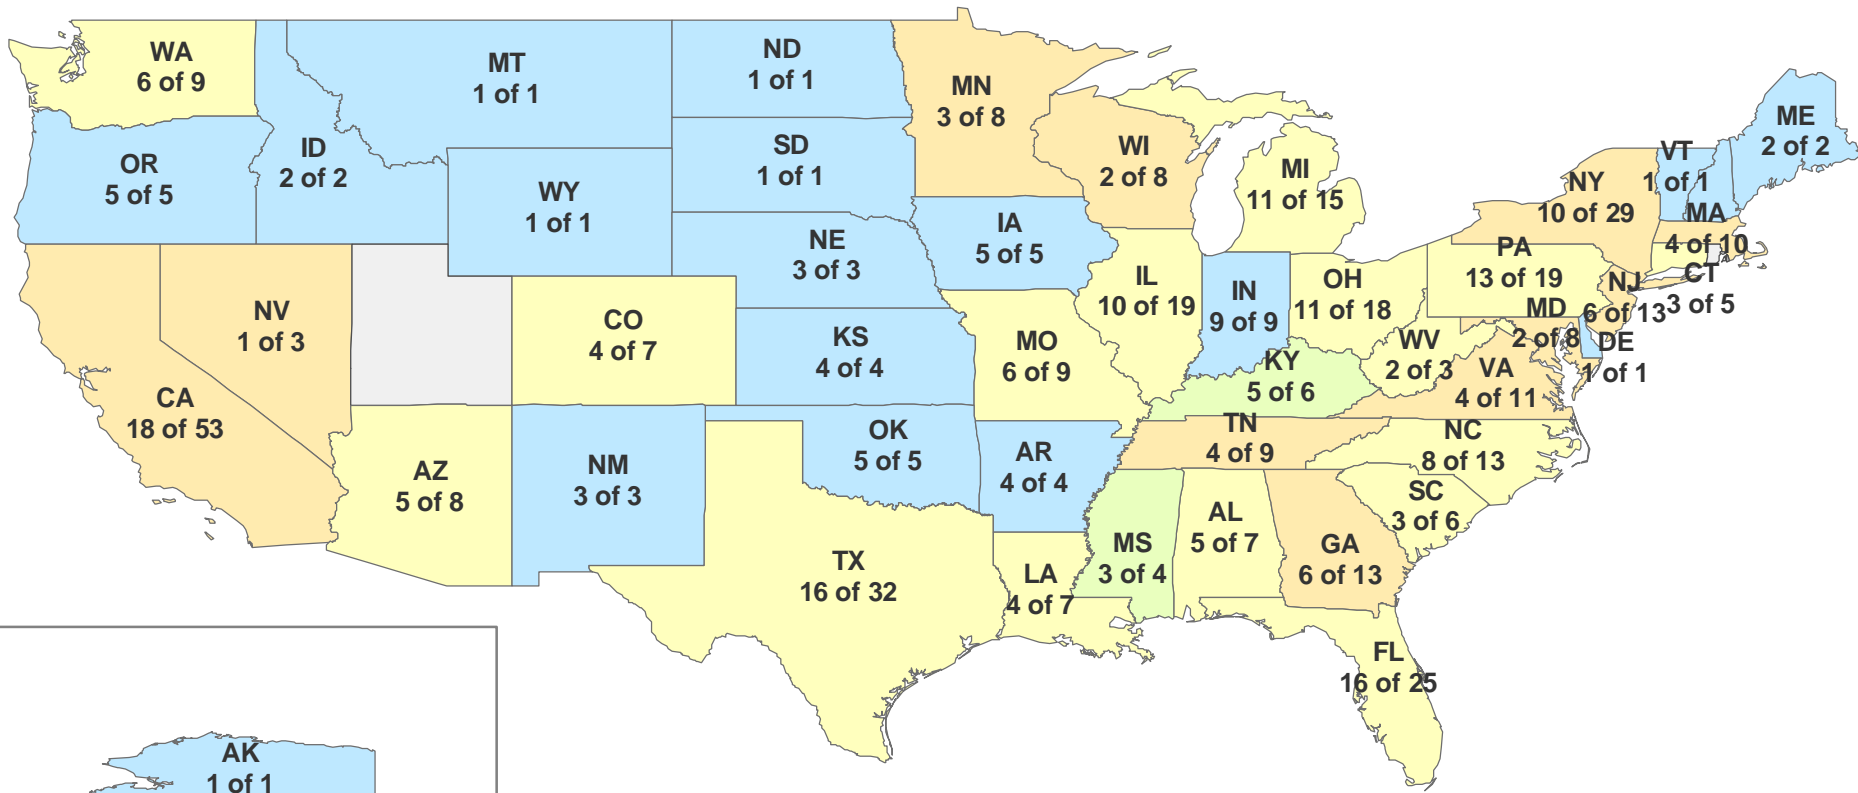 WA
6 of 9
MT
1 of 1
ND
1 of 1
MN
3 of 8
ME
2 of 2
OR
5 of 5
ID
2 of 2
WY
1 of 1
SD
1 of 1
WI
2 of 8
MI
11 of 15
VT
1 of 1
NY
10 of 29
MA
4 of 10
NE
3 of 3
IA
5 of 5
IL
10 of 19
IN
9 of 9
OH
11 of 18
PA
13 of 19
CT
3 of 5
NJ
6 of 13
NV
1 of 3
CO
4 of 7
KS
4 of 4
MO
6 of 9
KY
5 of 6
WV
2 of 3
MD
2 of 8
DE
1 of 1
VA
4 of 11
CA
18 of 53
AZ
5 of 8
NM
3 of 3
OK
5 of 5
AR
4 of 4
TN
4 of 9
NC
8 of 13
SC
3 of 6
TX
16 of 32
LA
4 of 7
MS
3 of 4
AL
5 of 7
GA
6 of 13
FL
16 of 25
AK
1 of 1